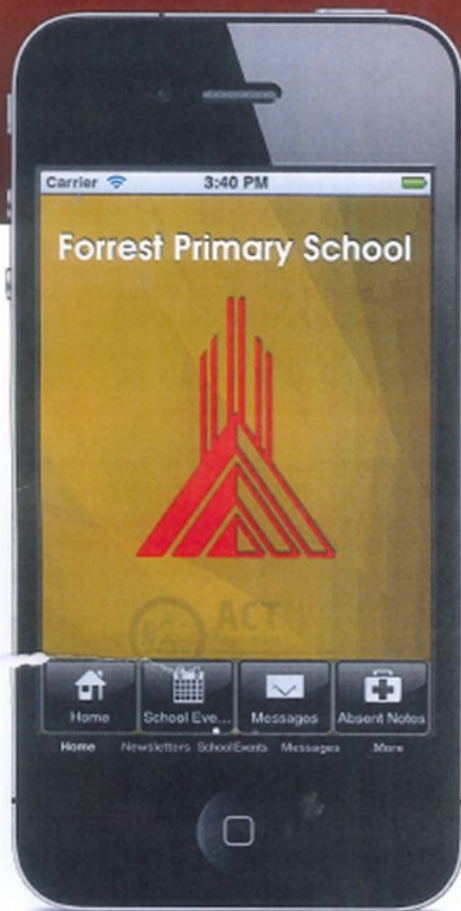 Carrier 3:40 PM
Forrest Primary School
ACT
Home School Eve... Messages Absent Notes
Home Newsletters School Events Messages More